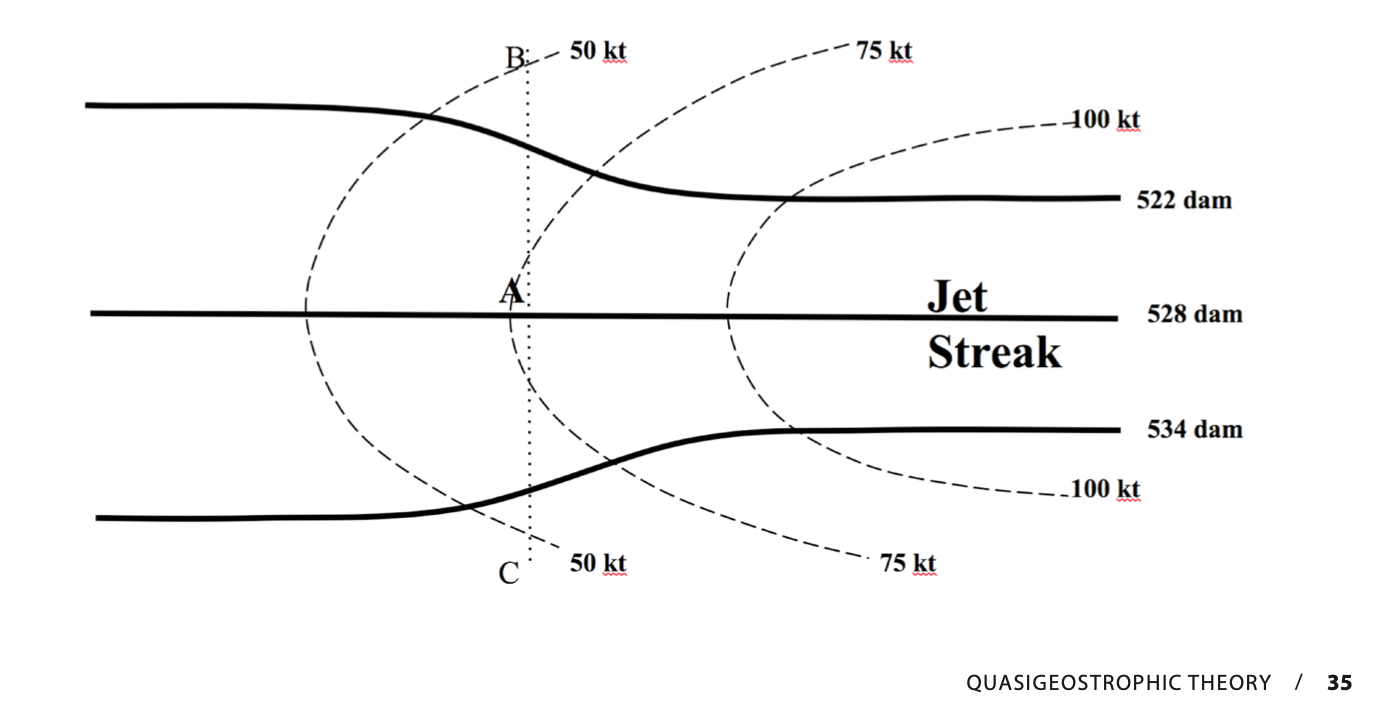 B
50 kt
75 kt
100 kt
522 dam
A
Jet
528 dam
Streak
534 dam
100 kt
50 kt
75 kt
C
QUASIGEOSTROPHIC THEORY / 35